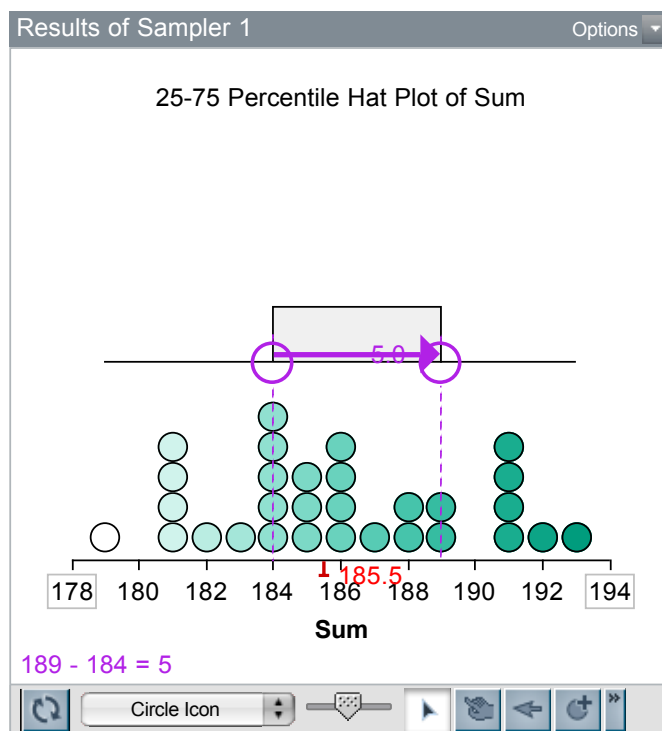 Results of Sampler 1 Options
25-75 Percentile Hat Plot of Sum
5.0
185.5
178 180 182 184 186 188 190 192 194
Sum
189 - 184 = 5
Circle Icon »